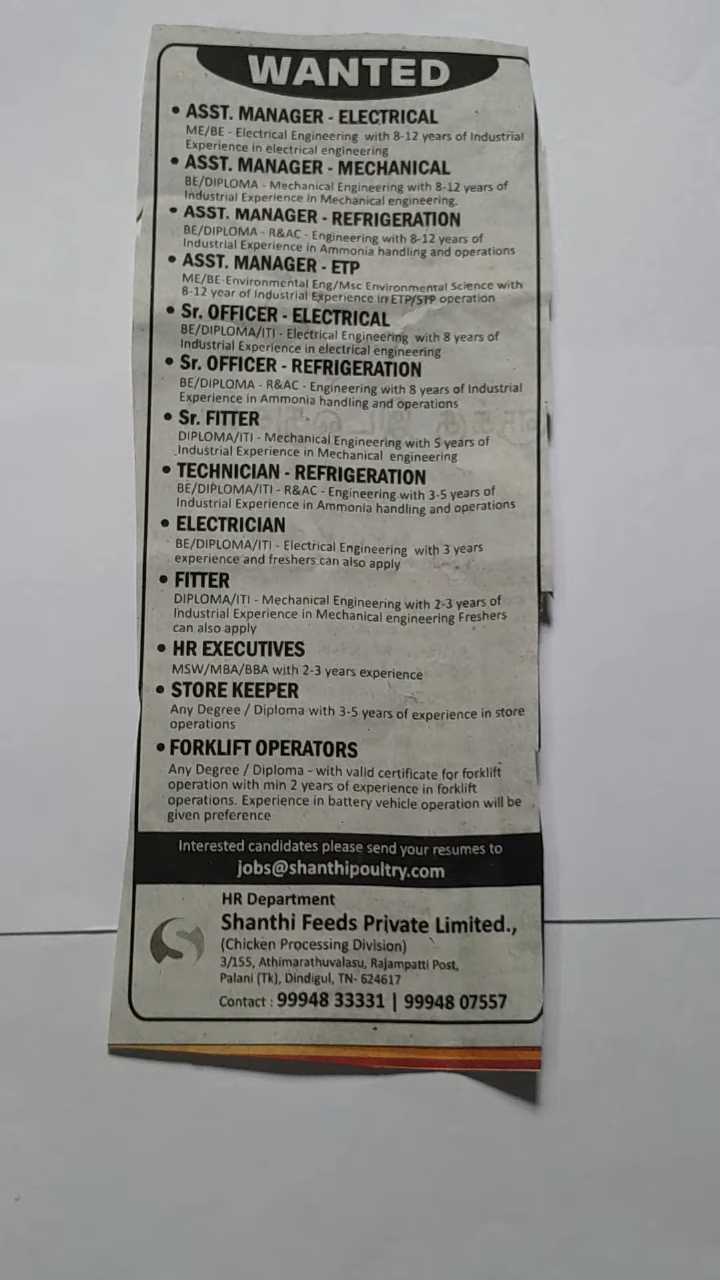 WANTED
• ASST. MANAGER - ELECTRICAL
ME/BE - Electrical Engineering with 8-12 years of Industrial
Experience in electrical engineering
• ASST. MANAGER - MECHANICAL
BE/DIPLOMA - Mechanical Engineering with 8-12 years of
Industrial Experience in Mechanical engineering.
• ASST. MANAGER - REFRIGERATION
BE/DIPLOMA - R&AC - Engineering with 8-12 years of
Industrial Experience in Ammonia handling and operations
• ASST. MANAGER - ETP
ME/BE-Environmental Eng/Msc Environmental Science with
8-12 year of Industrial Experience in ETP/STP operation
• Sr. OFFICER - ELECTRICAL
BE/DIPLOMA/ITI - Electrical Engineering with 8 years of
Industrial Experience in electrical engineering
• Sr. OFFICER - REFRIGERATION
BE/DIPLOMA - R&AC - Engineering with 8 years of Industrial
Experience in Ammonia handling and operations
• Sr. FITTER
DIPLOMA/ITI - Mechanical Engineering with 5 years of
Industrial Experience in Mechanical engineering
• TECHNICIAN - REFRIGERATION
BE/DIPLOMA/ITI - R&AC - Engineering with 3-5 years of
Industrial Experience in Ammonia handling and operations
• ELECTRICIAN
BE/DIPLOMA/ITI - Electrical Engineering with 3 years
experience and freshers can also apply
• FITTER
DIPLOMA/ITI - Mechanical Engineering with 2-3 years of
Industrial Experience in Mechanical engineering Freshers
can also apply
• HR EXECUTIVES
MSW/MBA/BBA with 2-3 years experience
• STORE KEEPER
Any Degree / Diploma with 3-5 years of experience in store
operations
• FORKLIFT OPERATORS
Any Degree / Diploma - with valid certificate for forklift
operation with min 2 years of experience in forklift
operations. Experience in battery vehicle operation will be
given preference
Interested candidates please send your resumes to
jobs@shanthipoultry.com
HR Department
Shanthi Feeds Private Limited.,
(Chicken Processing Division)
3/155, Athimarathuvalasu, Rajampatti Post,
Palani (Tk), Dindigul, TN- 624617
Contact : 99948 33331 | 99948 07557